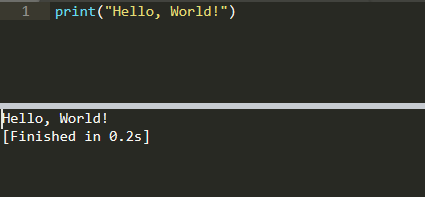 1 print("Hello, World!")
Hello, World!
[Finished in 0.2s]